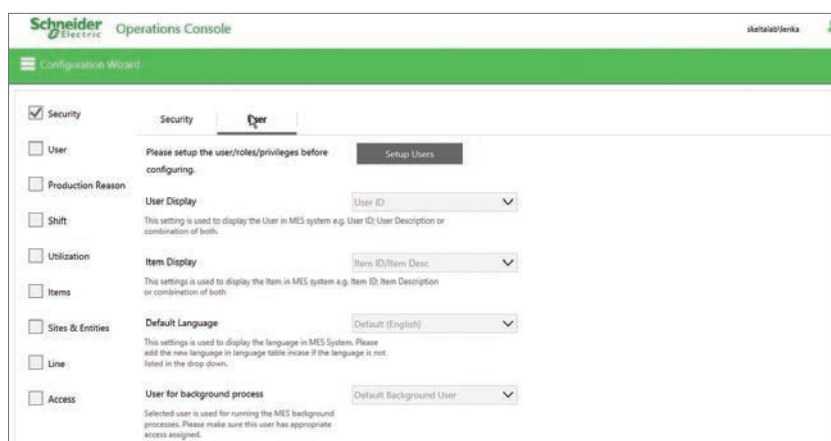 Schneider Electric
Operations Console
skeltalab\lenka
Configuration Wizard
Security
User
Production Reason
Shift
Utilization
Items
Sites & Entities
Line
Access
Security
User
Please setup the user/roles/privileges before
configuring.
Setup Users
User Display
User ID
This setting is used to display the User in MES system e.g. User ID; User Description or
combination of both.
Item Display
Item ID/Item Desc
This settings is used to display the Item in MES system e.g. Item ID; Item Description
or combination of both
Default Language
Default (English)
This settings is used to display the language in MES System. Please
add the new language in language table incase if the language is not
listed in the drop down.
User for background process
Default Background User
Selected user is used for running the MES background
processes. Please make sure this user has appropriate
access assigned.